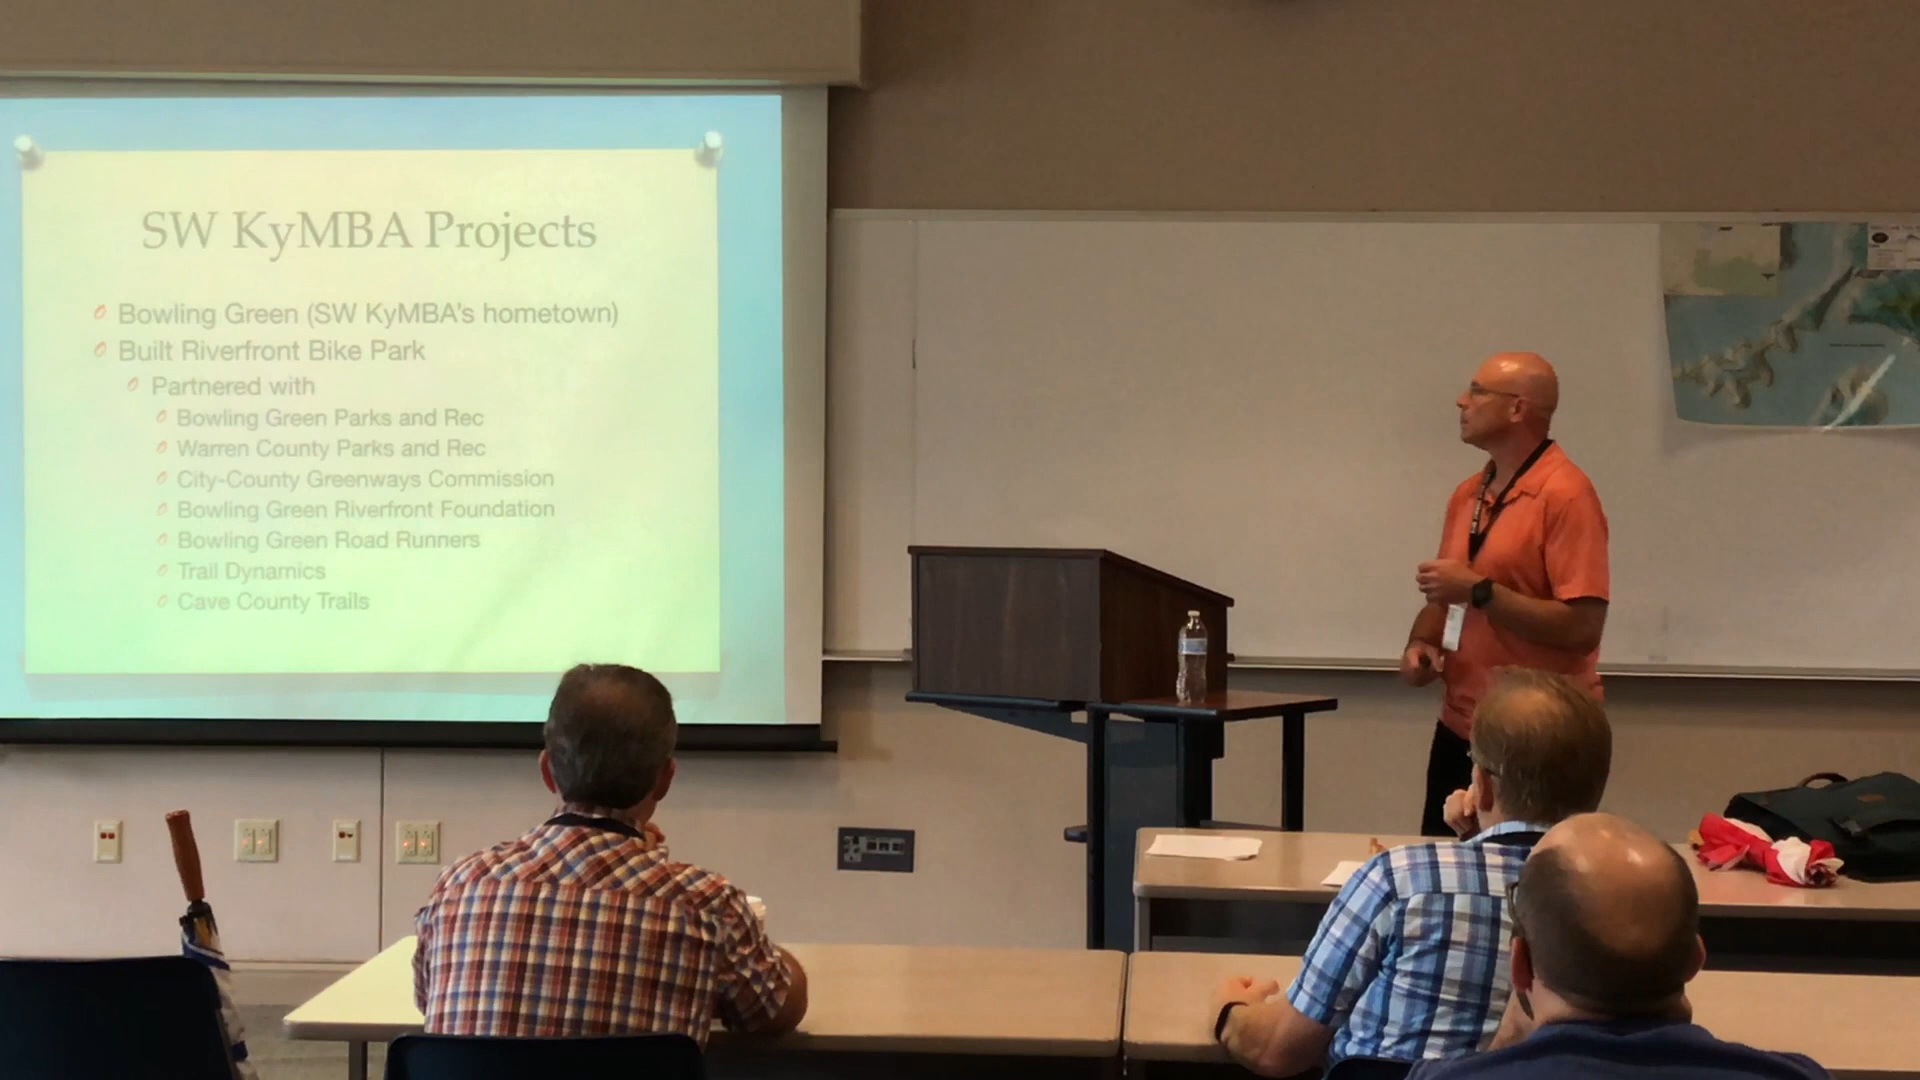 SW KyMBA Projects
Bowling Green (SW KyMBA's hometown)
Built Riverfront Bike Park
Partnered with
Bowling Green Parks and Rec
Warren County Parks and Rec
City-County Greenways Commission
Bowling Green Riverfront Foundation
Bowling Green Road Runners
Trail Dynamics
Cave County Trails